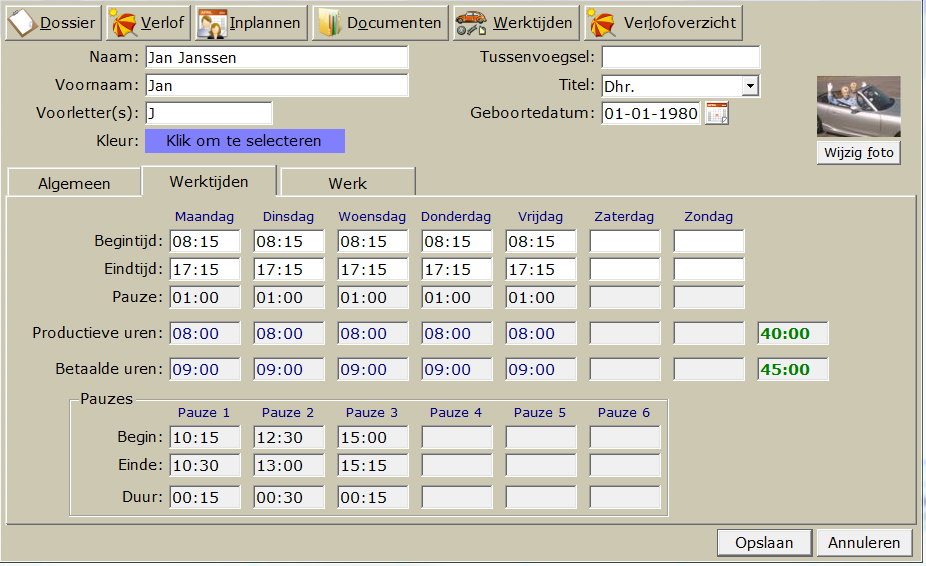 Dossier Verlof Inplannen Documenten Werktijden Verlofoverzicht
Naam: Jan Janssen Tussenvoegsel:
Voornaam: Jan Titel: Dhr.
Voorletter(s): J Geboortedatum: 01-01-1980
Kleur: Klik om te selecteren
Wijzig foto
Algemeen Werktijden Werk
Maandag Dinsdag Woensdag Donderdag Vrijdag Zaterdag Zondag
Begintijd: 08:15 08:15 08:15 08:15 08:15
Eindtijd: 17:15 17:15 17:15 17:15 17:15
Pauze: 01:00 01:00 01:00 01:00 01:00
Productieve uren: 08:00 08:00 08:00 08:00 08:00 40:00
Betaalde uren: 09:00 09:00 09:00 09:00 09:00 45:00
Pauzes
Pauze 1 Pauze 2 Pauze 3 Pauze 4 Pauze 5 Pauze 6
Begin: 10:15 12:30 15:00
Einde: 10:30 13:00 15:15
Duur: 00:15 00:30 00:15
Opslaan Annuleren